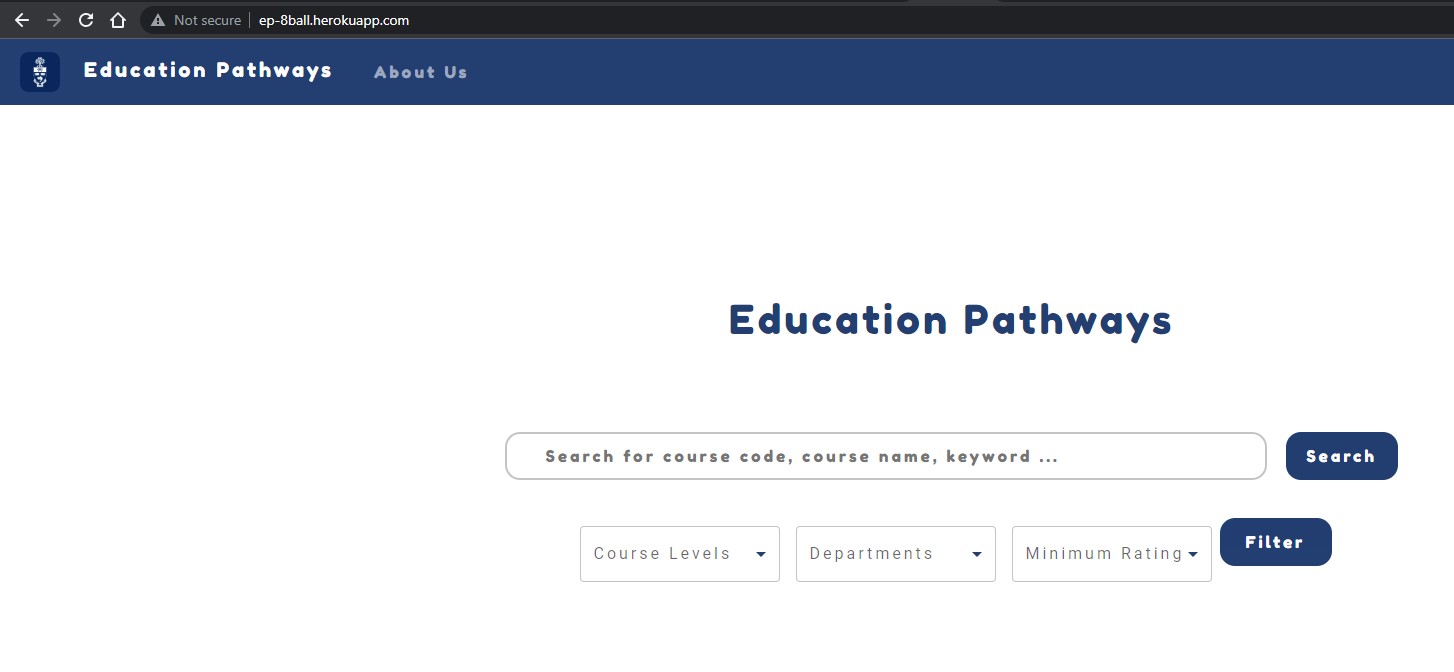 Not secure ep-8ball.herokuapp.com
Education Pathways About Us
Education Pathways
Search for course code, course name, keyword ... Search
Course Levels Departments Minimum Rating Filter